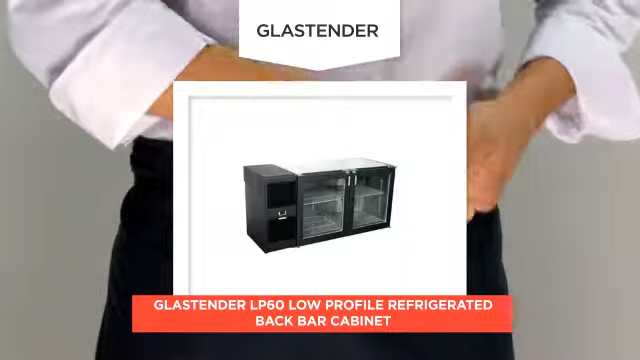 GLASTENDER
GLASTENDER LP60 LOW PROFILE REFRIGERATED
BACK BAR CABINET